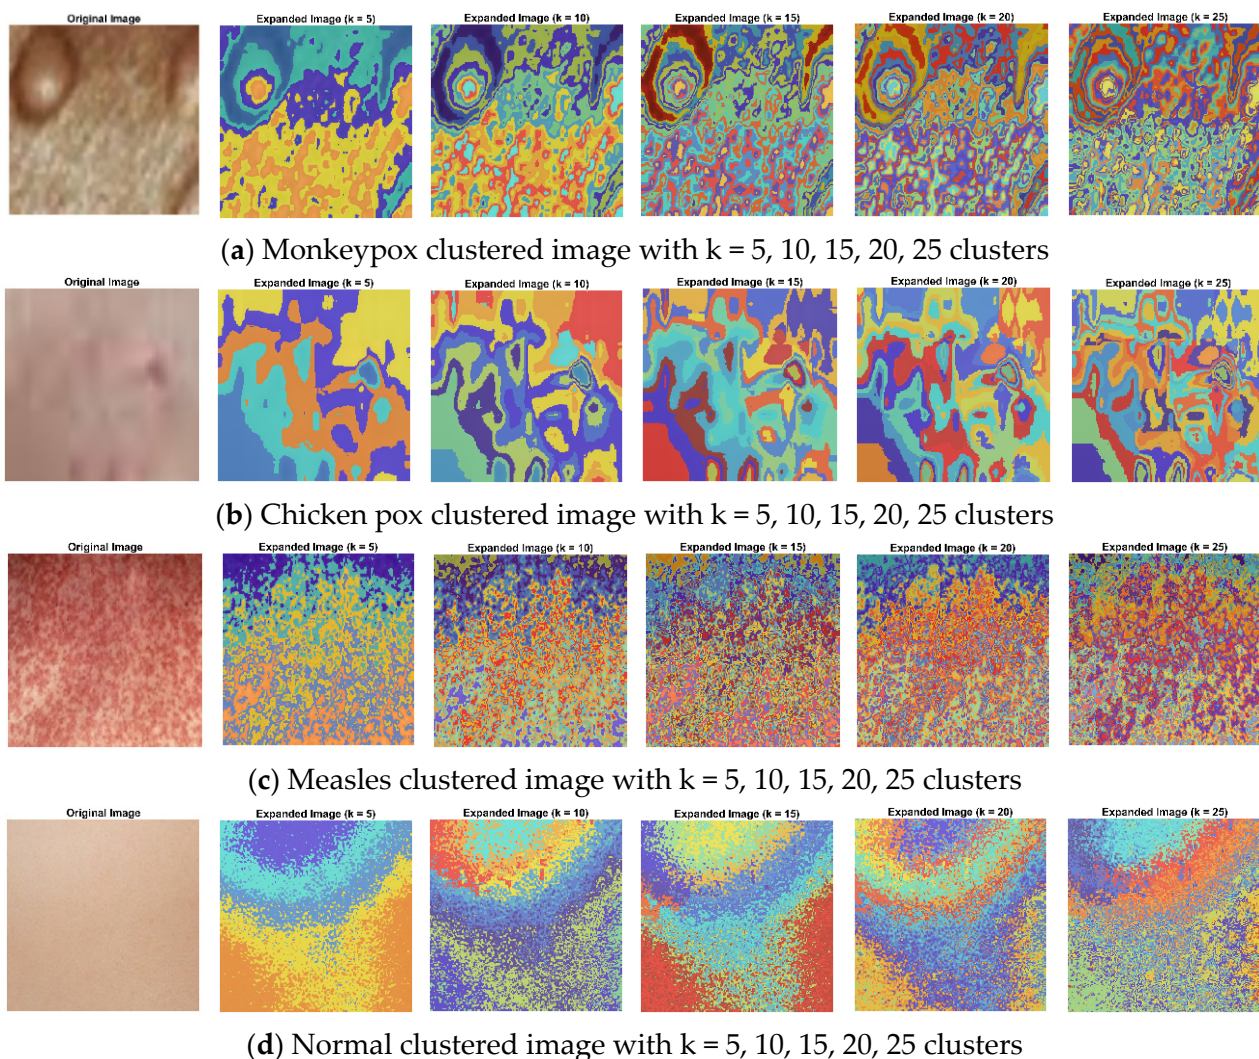 Original Image Expanded Image (k = 5) Expanded Image (k = 10) Expanded Image (k = 15) Expanded Image (k = 20) Expanded Image (k = 25)
(a) Monkeypox clustered image with k = 5, 10, 15, 20, 25 clusters
Original Image Expanded Image (k = 5) Expanded Image (k = 10) Expanded Image (k = 15) Expanded Image (k = 20) Expanded Image (k = 25)
(b) Chicken pox clustered image with k = 5, 10, 15, 20, 25 clusters
Original Image Expanded Image (k = 5) Expanded Image (k = 10) Expanded Image (k = 15) Expanded Image (k = 20) Expanded Image (k = 25)
(c) Measles clustered image with k = 5, 10, 15, 20, 25 clusters
Original Image Expanded Image (k = 5) Expanded Image (k = 10) Expanded Image (k = 15) Expanded Image (k = 20) Expanded Image (k = 25)
(d) Normal clustered image with k = 5, 10, 15, 20, 25 clusters